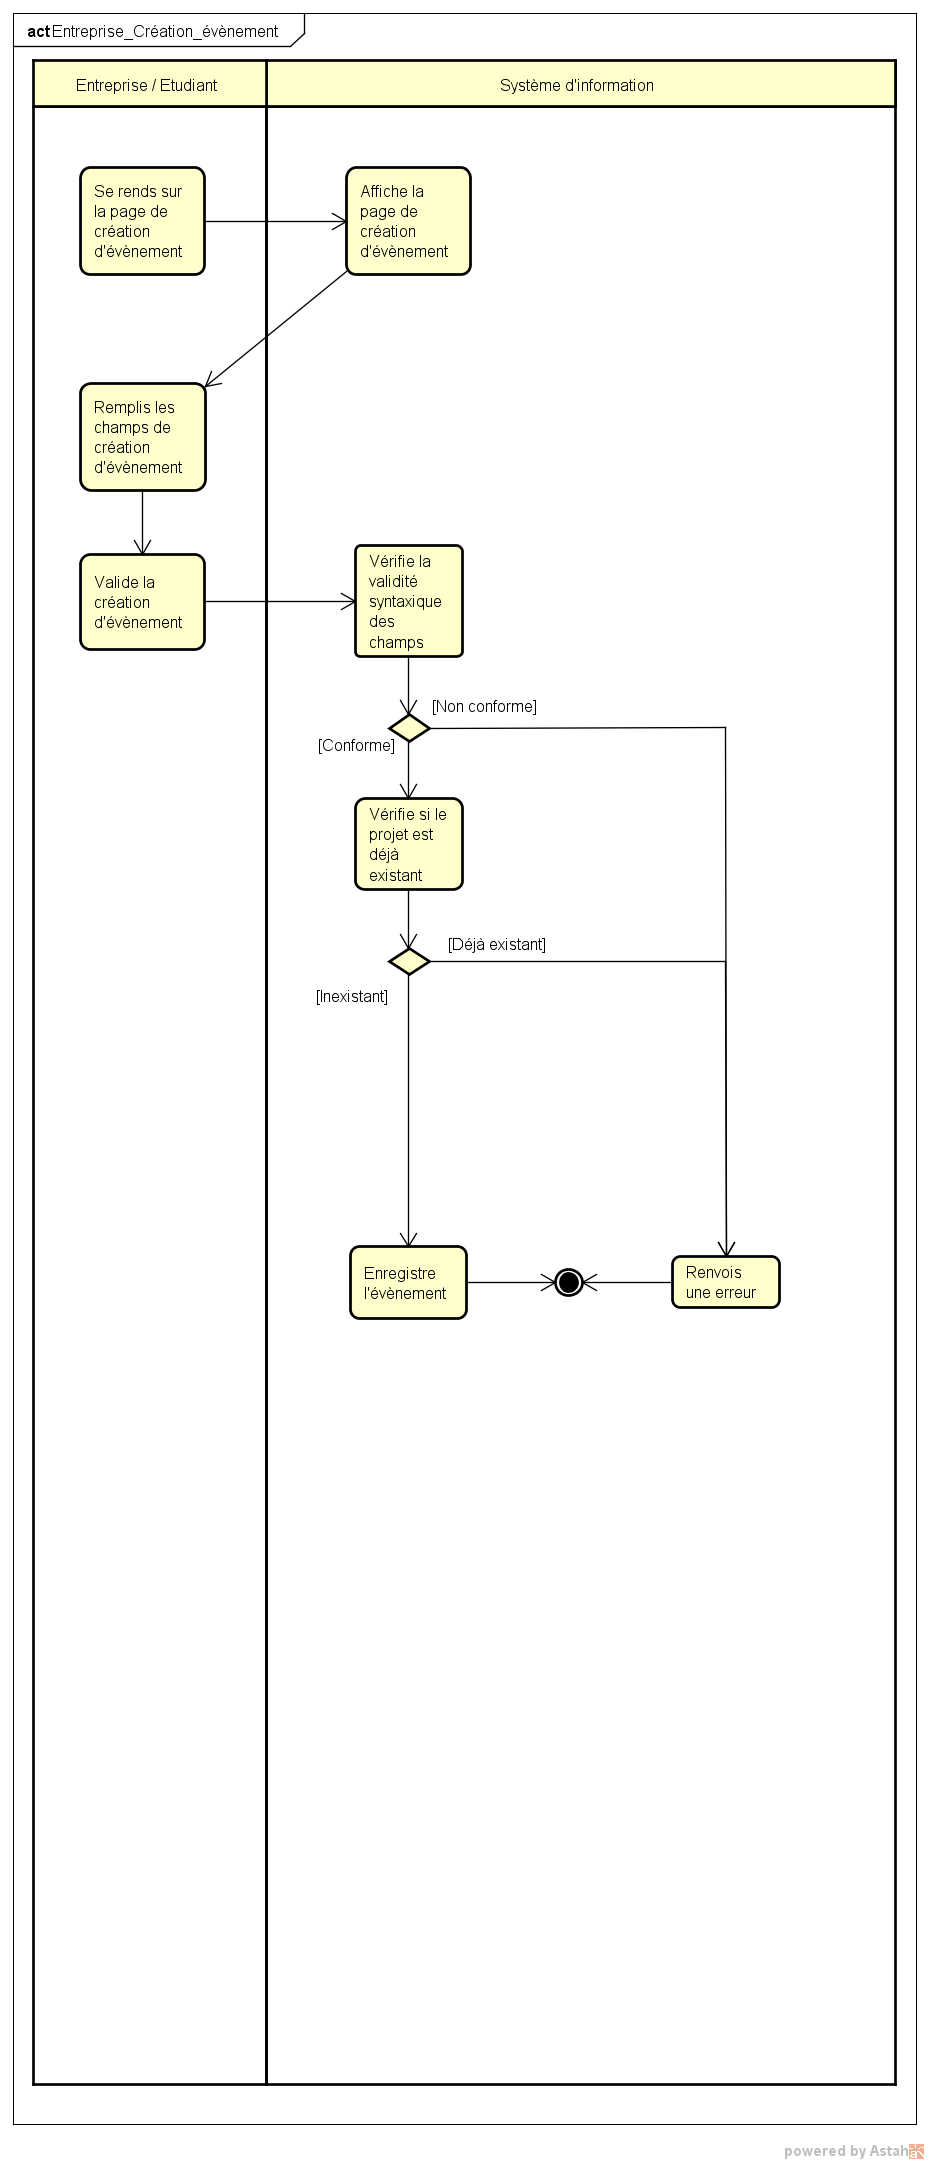 act Entreprise_Création_évènement
Entreprise / Etudiant
Système d'information
Se rends sur
la page de
création
d'évènement
Affiche la
page de
création
d'évènement
Remplis les
champs de
création
d'évènement
Valide la
création
d'évènement
Vérifie la
validité
syntaxique
des
champs
[Non conforme]
[Conforme]
Vérifie si le
projet est
déjà
existant
[Déjà existant]
[Inexistant]
Enregistre
l'évènement
Renvois
une erreur
powered by Astah